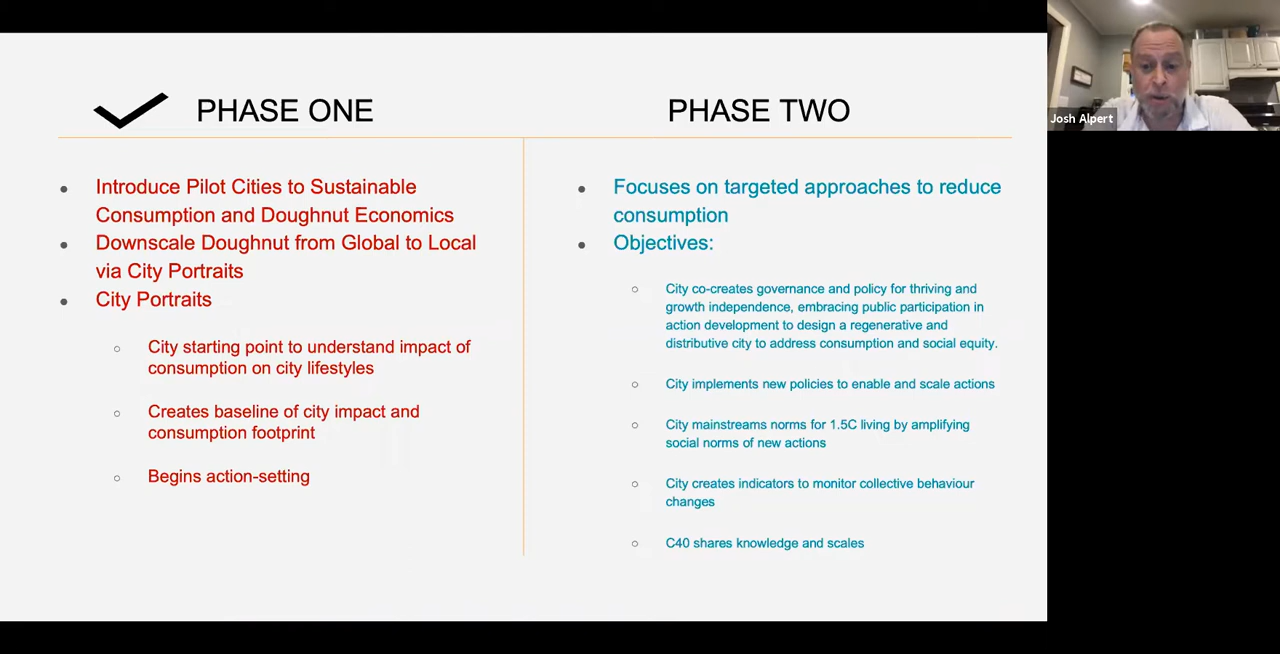 PHASE ONE
Introduce Pilot Cities to Sustainable
Consumption and Doughnut Economics
Downscale Doughnut from Global to Local
via City Portraits
City Portraits
City starting point to understand impact of
consumption on city lifestyles
Creates baseline of city impact and
consumption footprint
Begins action-setting
PHASE TWO
Focuses on targeted approaches to reduce
consumption
Objectives:
City co-creates governance and policy for thriving and
growth independence, embracing public participation in
action development to design a regenerative and
distributive city to address consumption and social equity.
City implements new policies to enable and scale actions
City mainstreams norms for 1.5C living by amplifying
social norms of new actions
City creates indicators to monitor collective behaviour
changes
C40 shares knowledge and scales
Josh Alpert